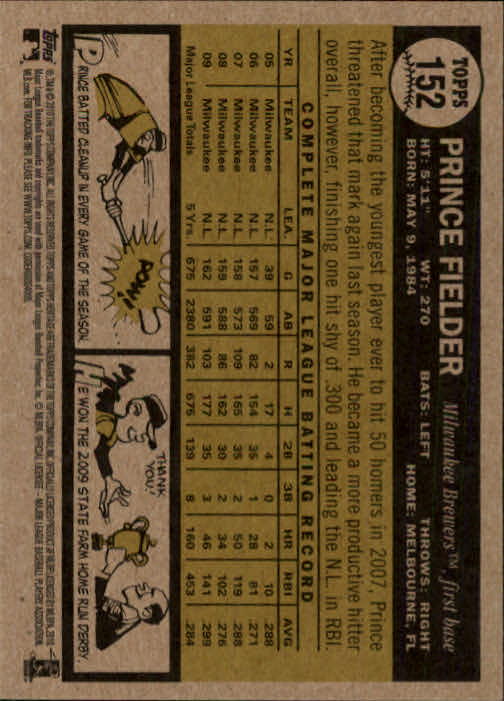 TOPPS
152
PRINCE FIELDER Milwaukee Brewers™, first base
HT: 5'11" WT: 270 BATS: LEFT THROWS: RIGHT
BORN: MAY 9, 1984 HOME: MELBOURNE, FL
After becoming the youngest player ever to hit 50 homers in 2007, Prince
threatened that mark again last season. He became a more productive hitter
overall, however, finishing one hit shy of .300 and leading the N.L. in RBI.
COMPLETE MAJOR LEAGUE BATTING RECORD
YR TEAM LEA. G AB R H 2B 3B HR RBI AVG
05 Milwaukee N.L. 39 59 2 17 4 0 2 10 .288
06 Milwaukee N.L. 157 569 82 154 35 1 28 81 .271
07 Milwaukee N.L. 158 573 109 165 35 2 50 119 .288
08 Milwaukee N.L. 159 588 86 162 30 2 34 102 .276
09 Milwaukee N.L. 162 591 103 177 35 3 46 141 .299
Major League Totals 5 Yrs. 675 2380 382 675 139 8 160 453 .284
POW!
PRINCE BATTED CLEANUP IN EVERY GAME OF THE SEASON.
THANK
YOU!
HE WON THE 2009 STATE FARM HOME RUN DERBY.
TOPPS